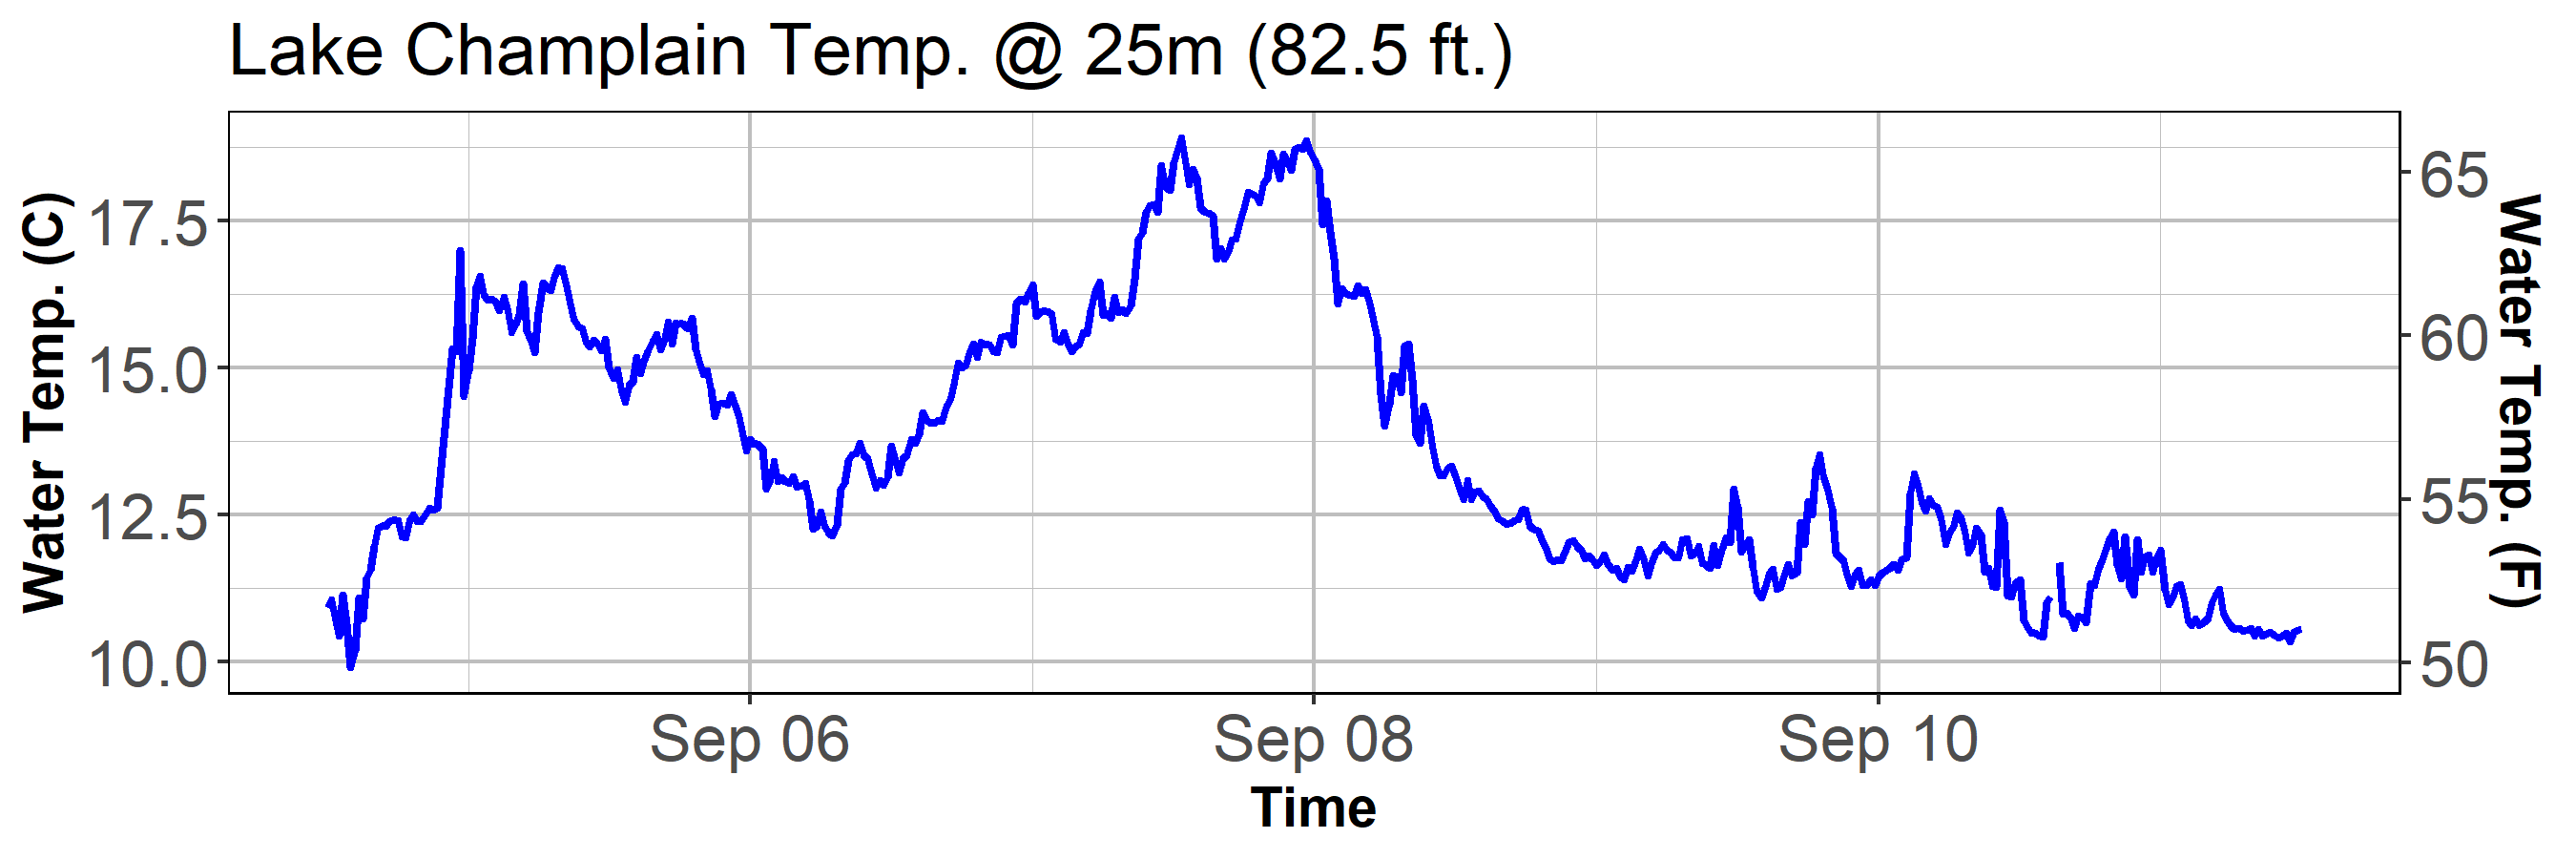 Lake Champlain Temp. @ 25m (82.5 ft.)
Water Temp. (C)
17.5
15.0
12.5
10.0
65
60
55
50
Water Temp. (F)
Sep 06 Sep 08 Sep 10
Time